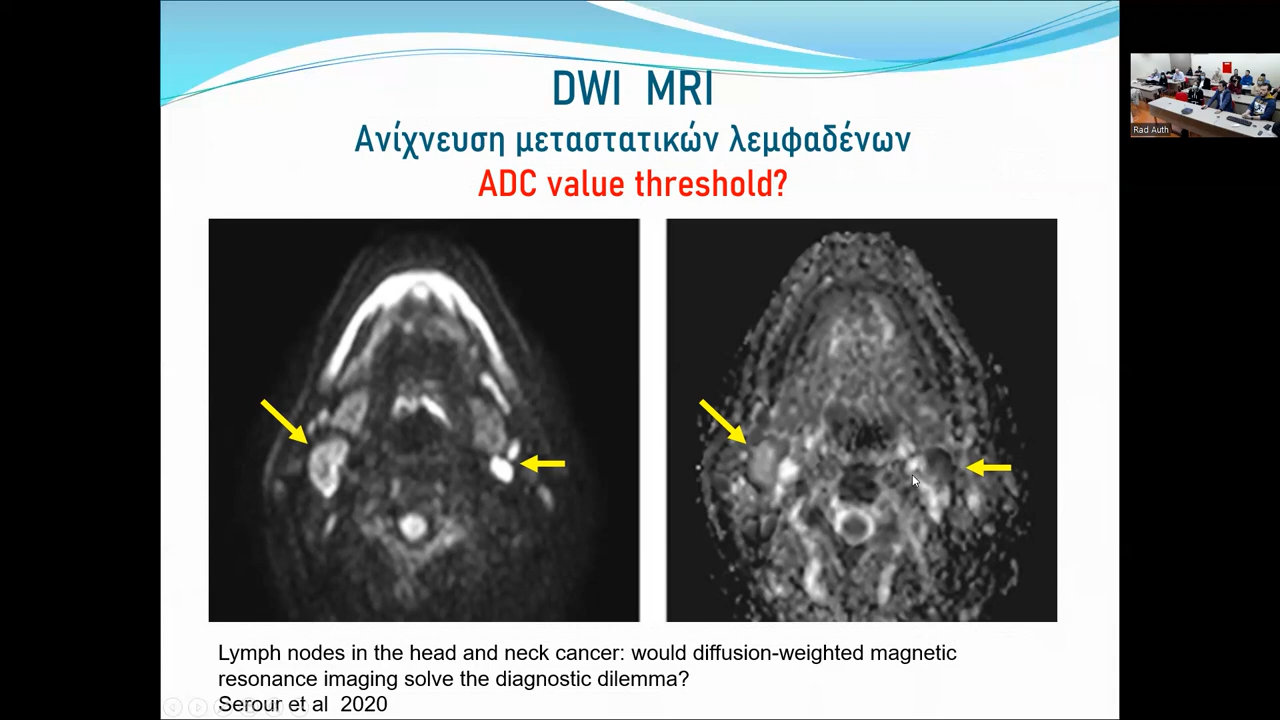 DWI MRI
Ανίχνευση μεταστατικών λεμφαδένων
ADC value threshold?
Rad Auth
Lymph nodes in the head and neck cancer: would diffusion-weighted magnetic
resonance imaging solve the diagnostic dilemma?
Serour et al 2020